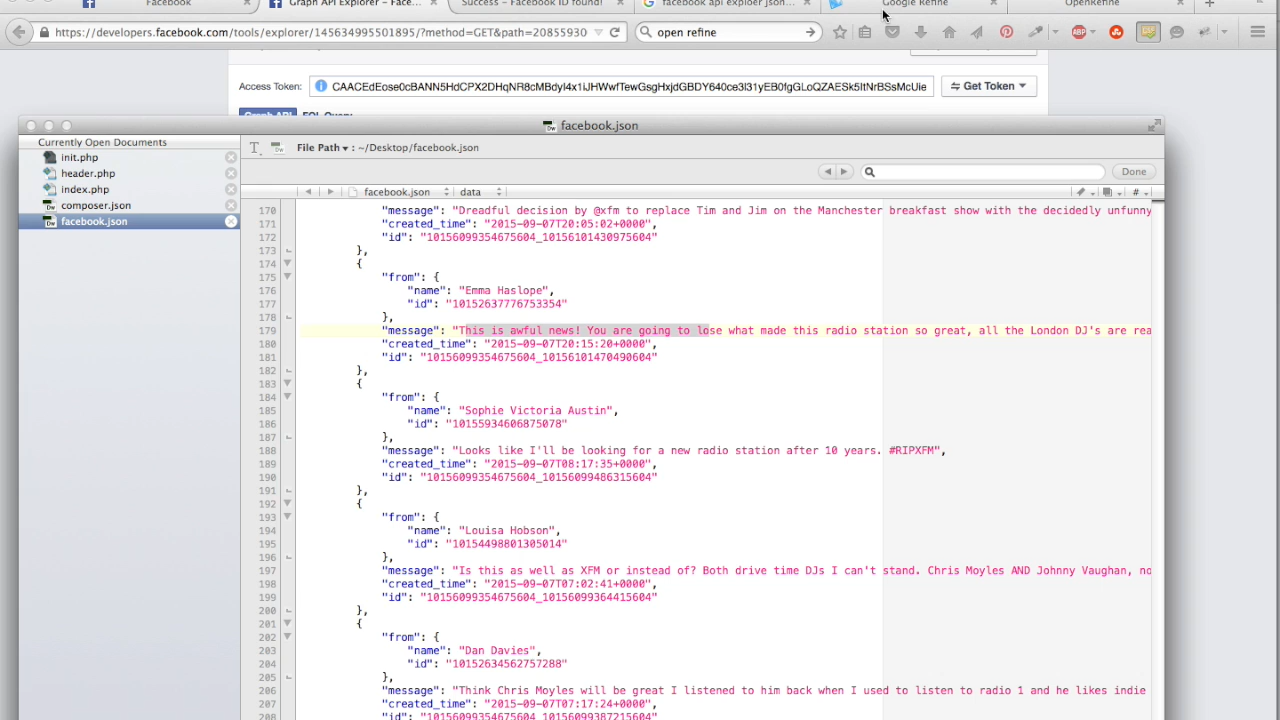 Facebook
Graph API Explorer – Face...
Success – Facebook ID found!
facebook api exploer json...
Google Refine
OpenRefine
https://developers.facebook.com/tools/explorer/145634995501895/?method=GET&path=20855930
open refine
ABP
Access Token:
Get Token
Graph API
FQL Query
facebook.json
Currently Open Documents
File Path ▾ : ~/Desktop/facebook.json
init.php
header.php
index.php
composer.json
facebook.json
Done
facebook.json
data
#
170 "message": "Dreadful decision by @xfm to replace Tim and Jim on the Manchester breakfast show with the decidedly unfunny
171 "created_time": "2015-09-07T20:05:02+0000",
172 "id": "10156099354675604_10156101430975604"
173 },
174 {
175 "from": {
176 "name": "Emma Haslope",
177 "id": "10152637776753354"
178 },
179 "message": "This is awful news! You are going to lose what made this radio station so great, all the London DJ's are rea
180 "created_time": "2015-09-07T20:15:20+0000",
181 "id": "10156099354675604_10156101470490604"
182 },
183 {
184 "from": {
185 "name": "Sophie Victoria Austin",
186 "id": "10155934606875078"
187 },
188 "message": "Looks like I'll be looking for a new radio station after 10 years. #RIPXFM",
189 "created_time": "2015-09-07T08:17:35+0000",
190 "id": "10156099354675604_10156099486315604"
191 },
192 {
193 "from": {
194 "name": "Louisa Hobson",
195 "id": "10154498801305014"
196 },
197 "message": "Is this as well as XFM or instead of? Both drive time DJs I can't stand. Chris Moyles AND Johnny Vaughan, no
198 "created_time": "2015-09-07T07:02:41+0000",
199 "id": "10156099354675604_10156099364415604"
200 },
201 {
202 "from": {
203 "name": "Dan Davies",
204 "id": "10152634562757288"
205 },
206 "message": "Think Chris Moyles will be great I listened to him back when I used to listen to radio 1 and he likes indie
207 "created_time": "2015-09-07T07:17:24+0000",
208 "id": "10156099354675604_10156099387215604"